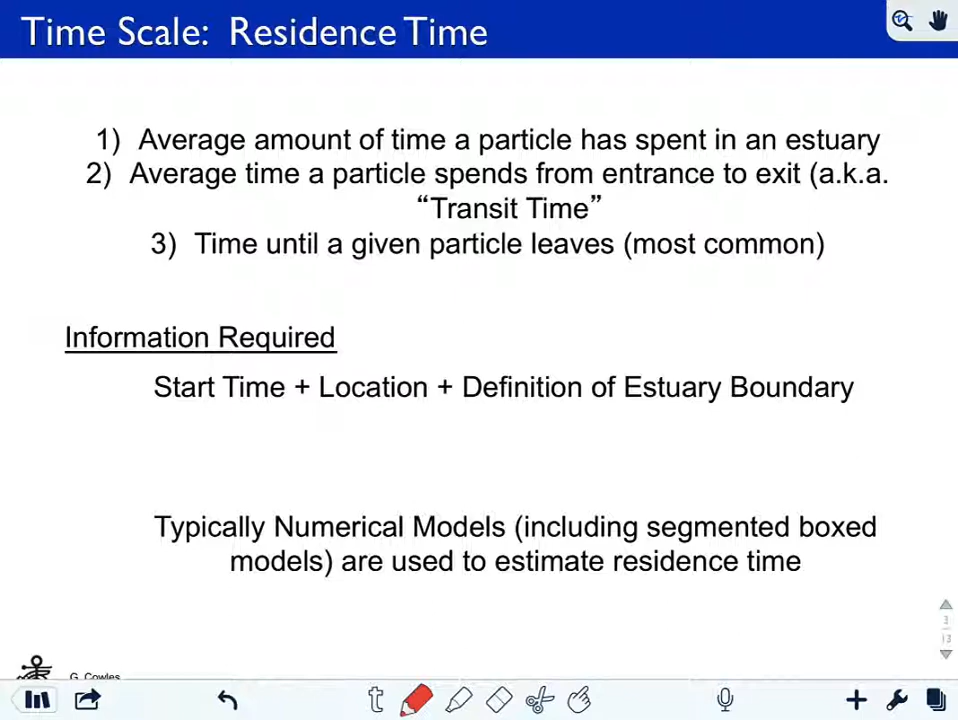 Time Scale: Residence Time
1) Average amount of time a particle has spent in an estuary
2) Average time a particle spends from entrance to exit (a.k.a.
“Transit Time”
3) Time until a given particle leaves (most common)
Information Required
Start Time + Location + Definition of Estuary Boundary
Typically Numerical Models (including segmented boxed
models) are used to estimate residence time
3
13
G. Cowles
t